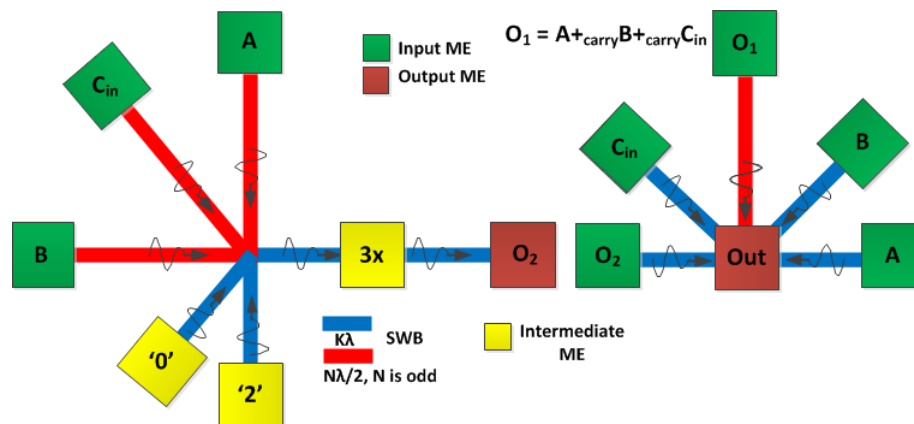 A
Input ME
Output ME
O₁ = A+carryB+carryCin
O₁
Cin
Cin
B
B
3x
O₂
O₂
Out
A
'0'
'2'
Kλ
SWB
Nλ/2, N is odd
Intermediate
ME